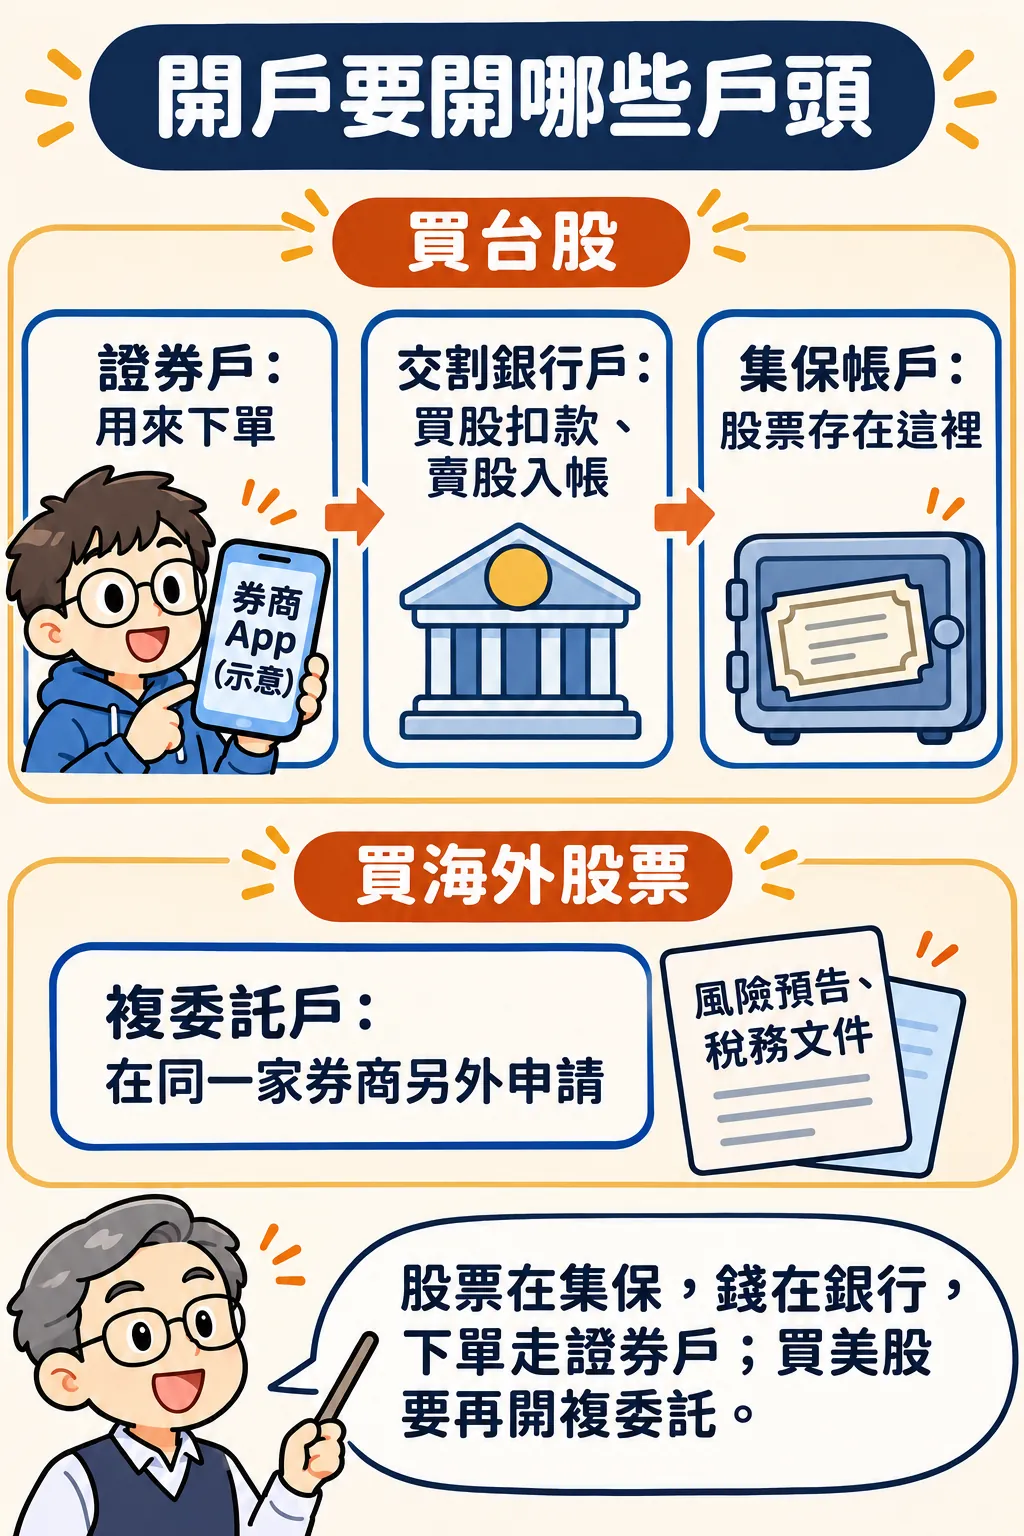 開戶要開哪些戶頭
買台股
證券戶：
用來下單
券商
App
(示意)
交割銀行戶：
買股扣款、
賣股入帳
集保帳戶：
股票存在這裡
買海外股票
複委託戶：
在同一家券商另外申請
風險預告、
稅務文件
股票在集保，錢在銀行，
下單走證券戶；買美股
要再開複委託。